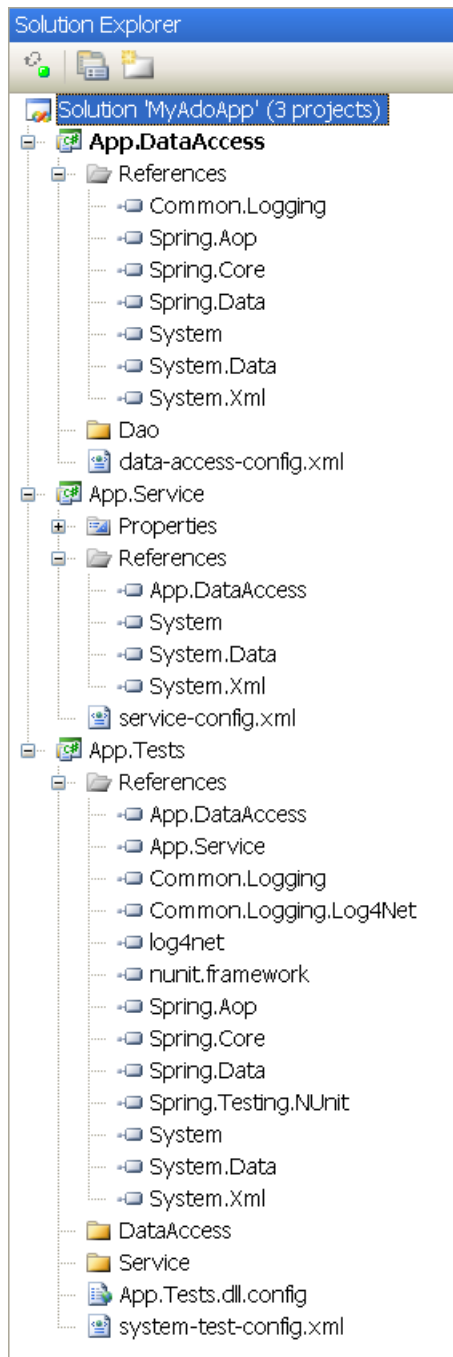 Solution Explorer
Solution 'MyAdoApp' (3 projects)
App.DataAccess
References
Common.Logging
Spring.Aop
Spring.Core
Spring.Data
System
System.Data
System.Xml
Dao
data-access-config.xml
App.Service
Properties
References
App.DataAccess
System
System.Data
System.Xml
service-config.xml
App.Tests
References
App.DataAccess
App.Service
Common.Logging
Common.Logging.Log4Net
log4net
nunit.framework
Spring.Aop
Spring.Core
Spring.Data
Spring.Testing.NUnit
System
System.Data
System.Xml
DataAccess
Service
App.Tests.dll.config
system-test-config.xml